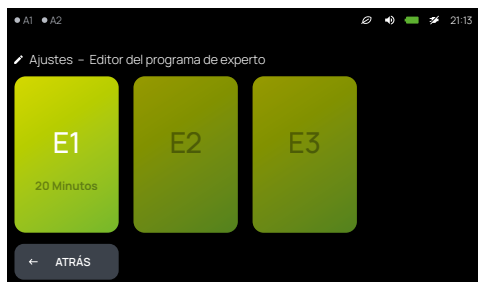 A1 A2 21:13
Ajustes – Editor del programa de experto
E1 E2 E3
20 Minutos
← ATRÁS